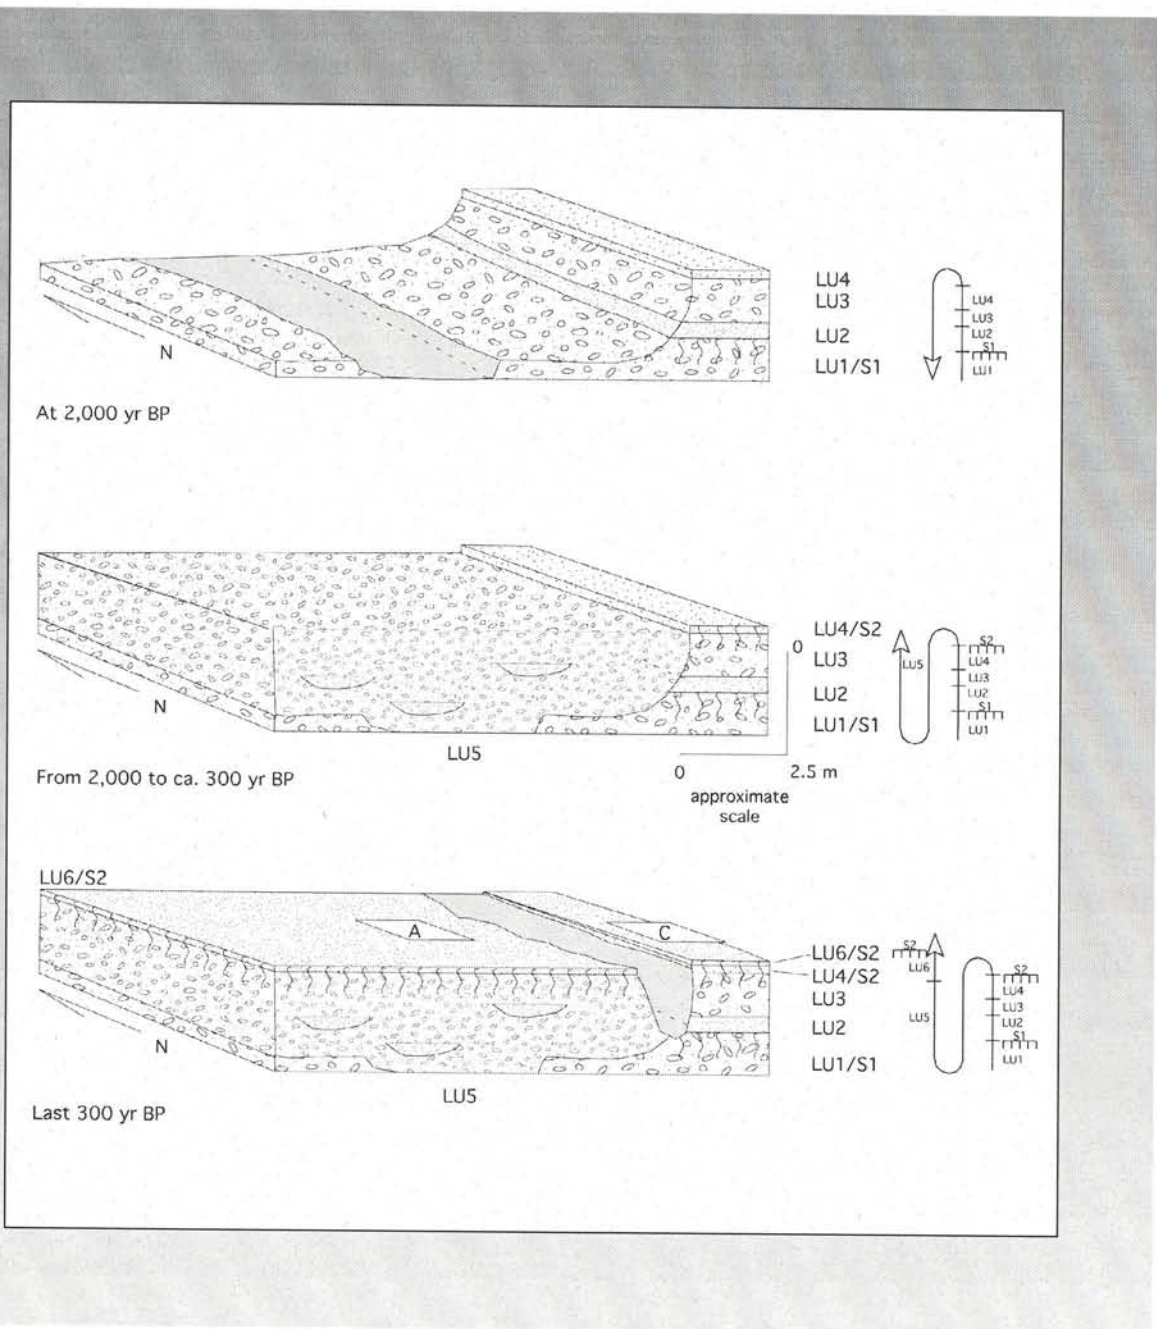 LU4
LU3
LU2
LU1/S1
LU4
LU3
LU2
S1
LU1
N
At 2,000 yr BP
LU4/S2
LU3
LU2
LU1/S1
0
LU5
S2
LU4
LU3
LU2
S1
LU1
N
LU5
0
2.5 m
approximate
scale
From 2,000 to ca. 300 yr BP
LU6/S2
A
C
LU6/S2
LU4/S2
LU3
LU2
LU1/S1
S2
LU6
LU5
S2
LU4
LU3
LU2
S1
LU1
N
LU5
Last 300 yr BP